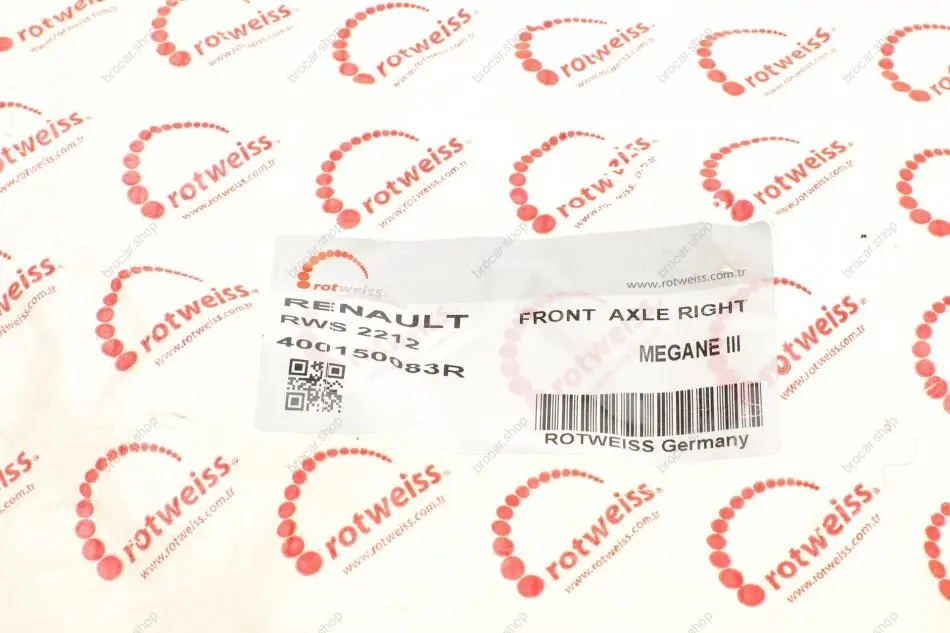 rotweiss
www.rotweiss.com.tr
RENAULT
RWS 2212
400150083R
FRONT AXLE RIGHT
MEGANE III
ROTWEISS Germany
rotweiss
www.rotweiss.com.tr
brocar.shop